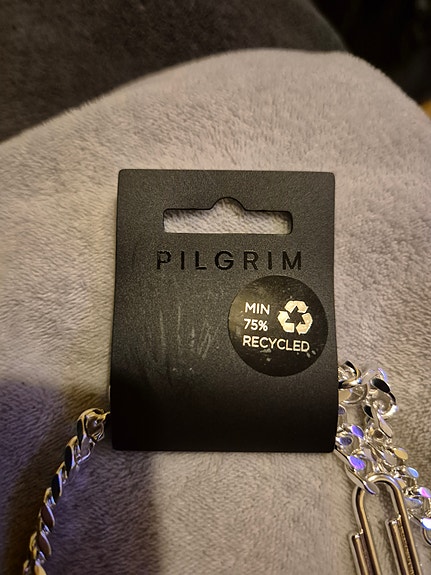 PILGRIM
MIN
75%
RECYCLED